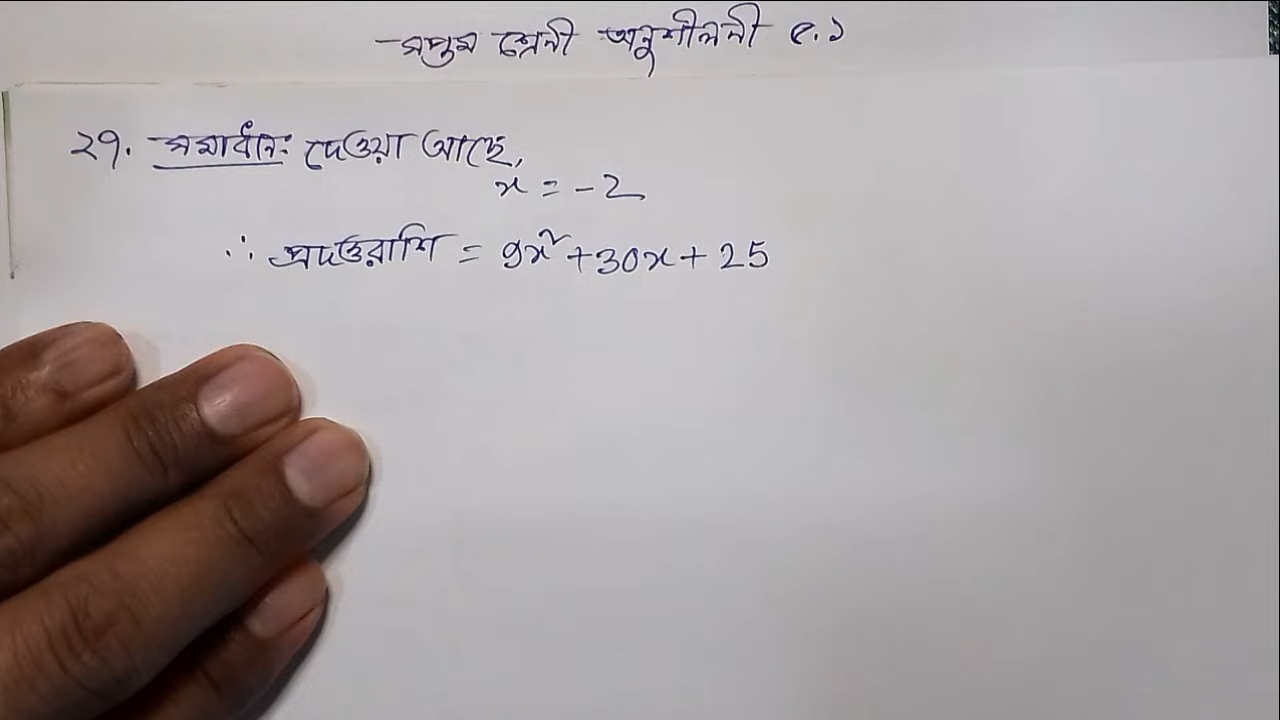 সপ্তম শ্রেনী অনুশীলনী ৫.১
২৭. সমাধান: দেওয়া আছে,
x = -2
∴ প্রদত্তরাশি = 9x² + 30x + 25